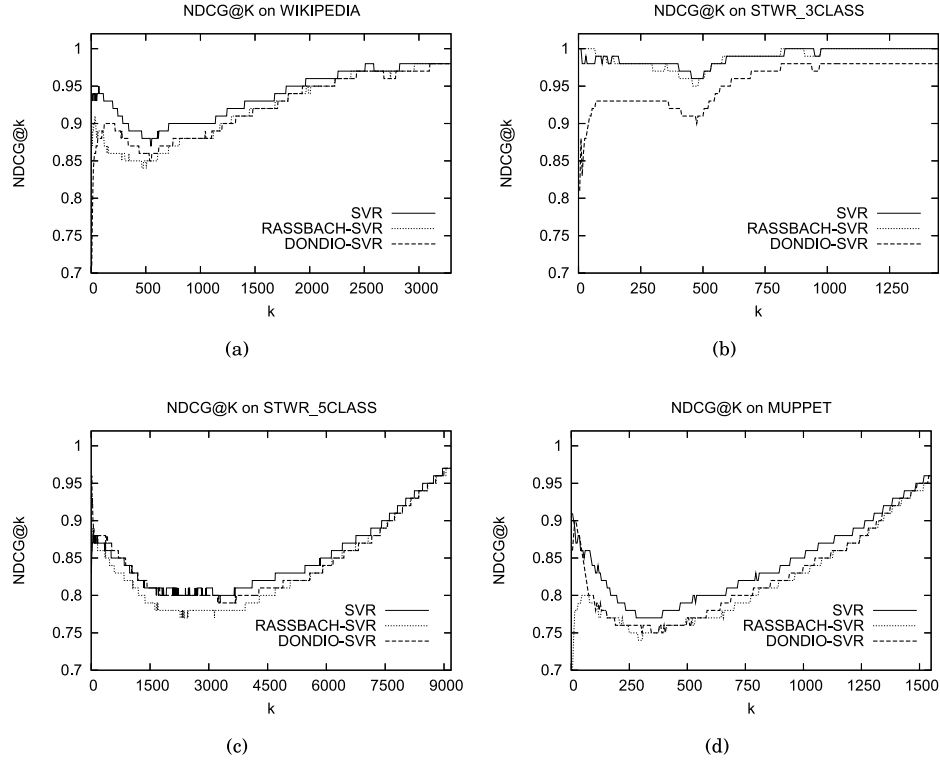 NDCG@K on WIKIPEDIA
1
0.95
0.9
0.85
0.8
0.75
0.7
NDCG@k
SVR
RASSBACH-SVR
DONDIO-SVR
0 500 1000 1500 2000 2500 3000
k
(a)
NDCG@K on STWR_3CLASS
1
0.95
0.9
0.85
0.8
0.75
0.7
NDCG@k
SVR
RASSBACH-SVR
DONDIO-SVR
0 250 500 750 1000 1250
k
(b)
NDCG@K on STWR_5CLASS
1
0.95
0.9
0.85
0.8
0.75
0.7
NDCG@k
SVR
RASSBACH-SVR
DONDIO-SVR
0 1500 3000 4500 6000 7500 9000
k
(c)
NDCG@K on MUPPET
1
0.95
0.9
0.85
0.8
0.75
0.7
NDCG@k
SVR
RASSBACH-SVR
DONDIO-SVR
0 250 500 750 1000 1250 1500
k
(d)